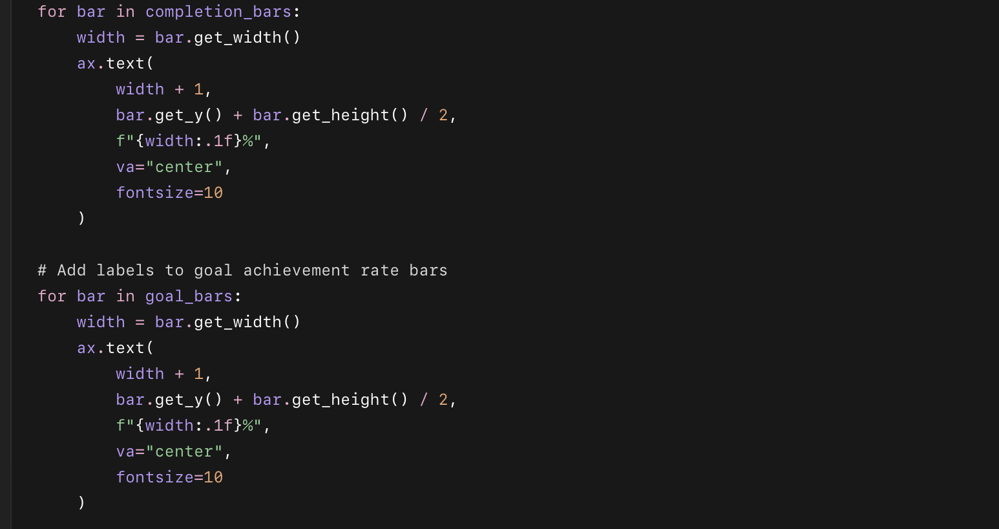 for bar in completion_bars:
    width = bar.get_width()
    ax.text(
        width + 1,
        bar.get_y() + bar.get_height() / 2,
        f"{width:.1f}%",
        va="center",
        fontsize=10
    )

# Add labels to goal achievement rate bars
for bar in goal_bars:
    width = bar.get_width()
    ax.text(
        width + 1,
        bar.get_y() + bar.get_height() / 2,
        f"{width:.1f}%",
        va="center",
        fontsize=10
    )